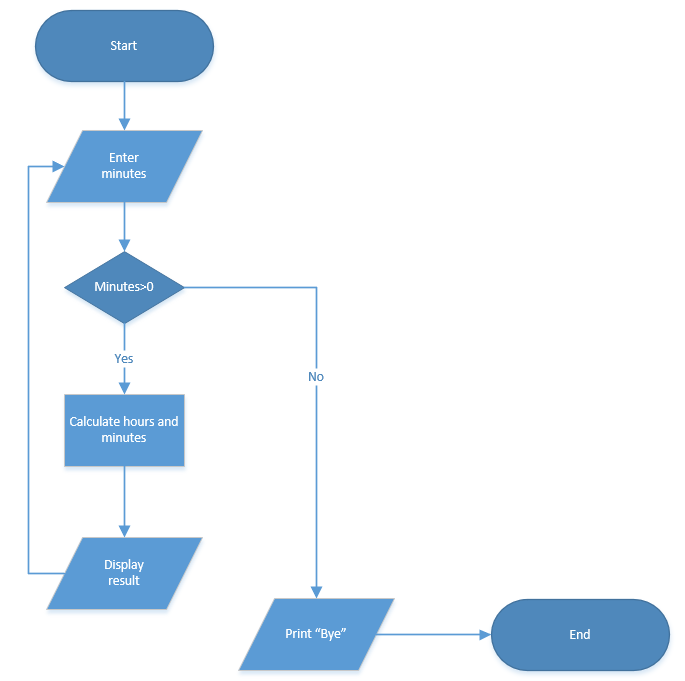 Start
Enter
minutes
Minutes>0
Yes
No
Calculate hours and
minutes
Display
result
Print “Bye”
End